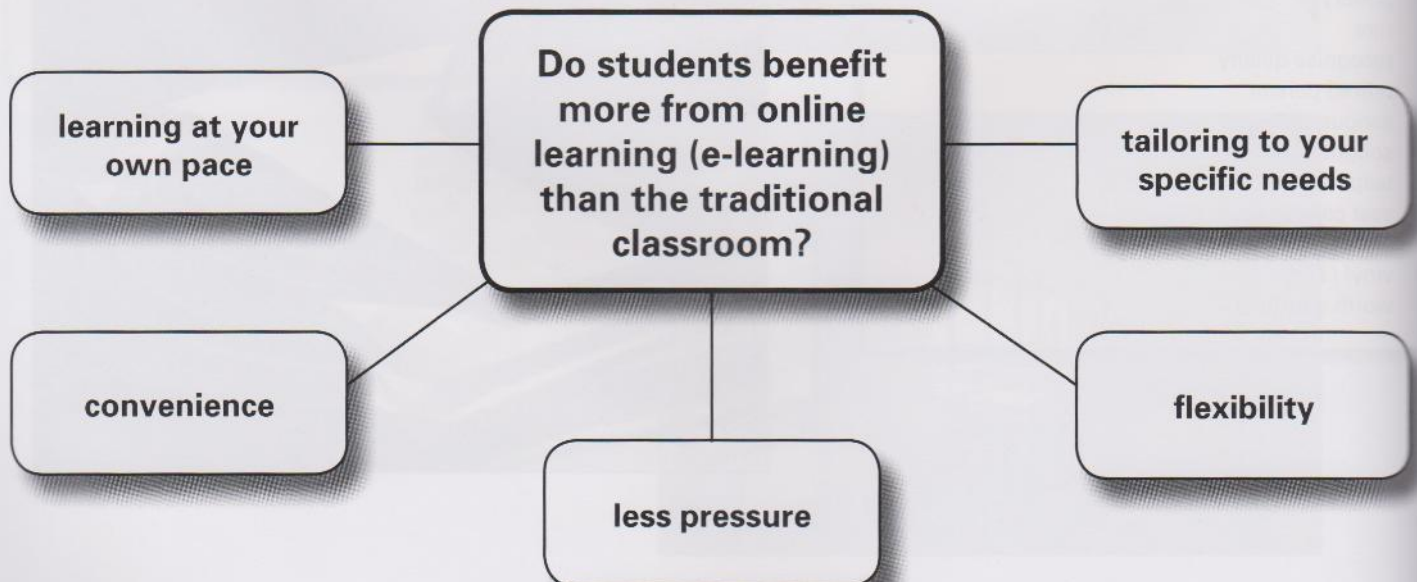 Do students benefit
more from online
learning (e-learning)
than the traditional
classroom?
learning at your
own pace
tailoring to your
specific needs
convenience
flexibility
less pressure